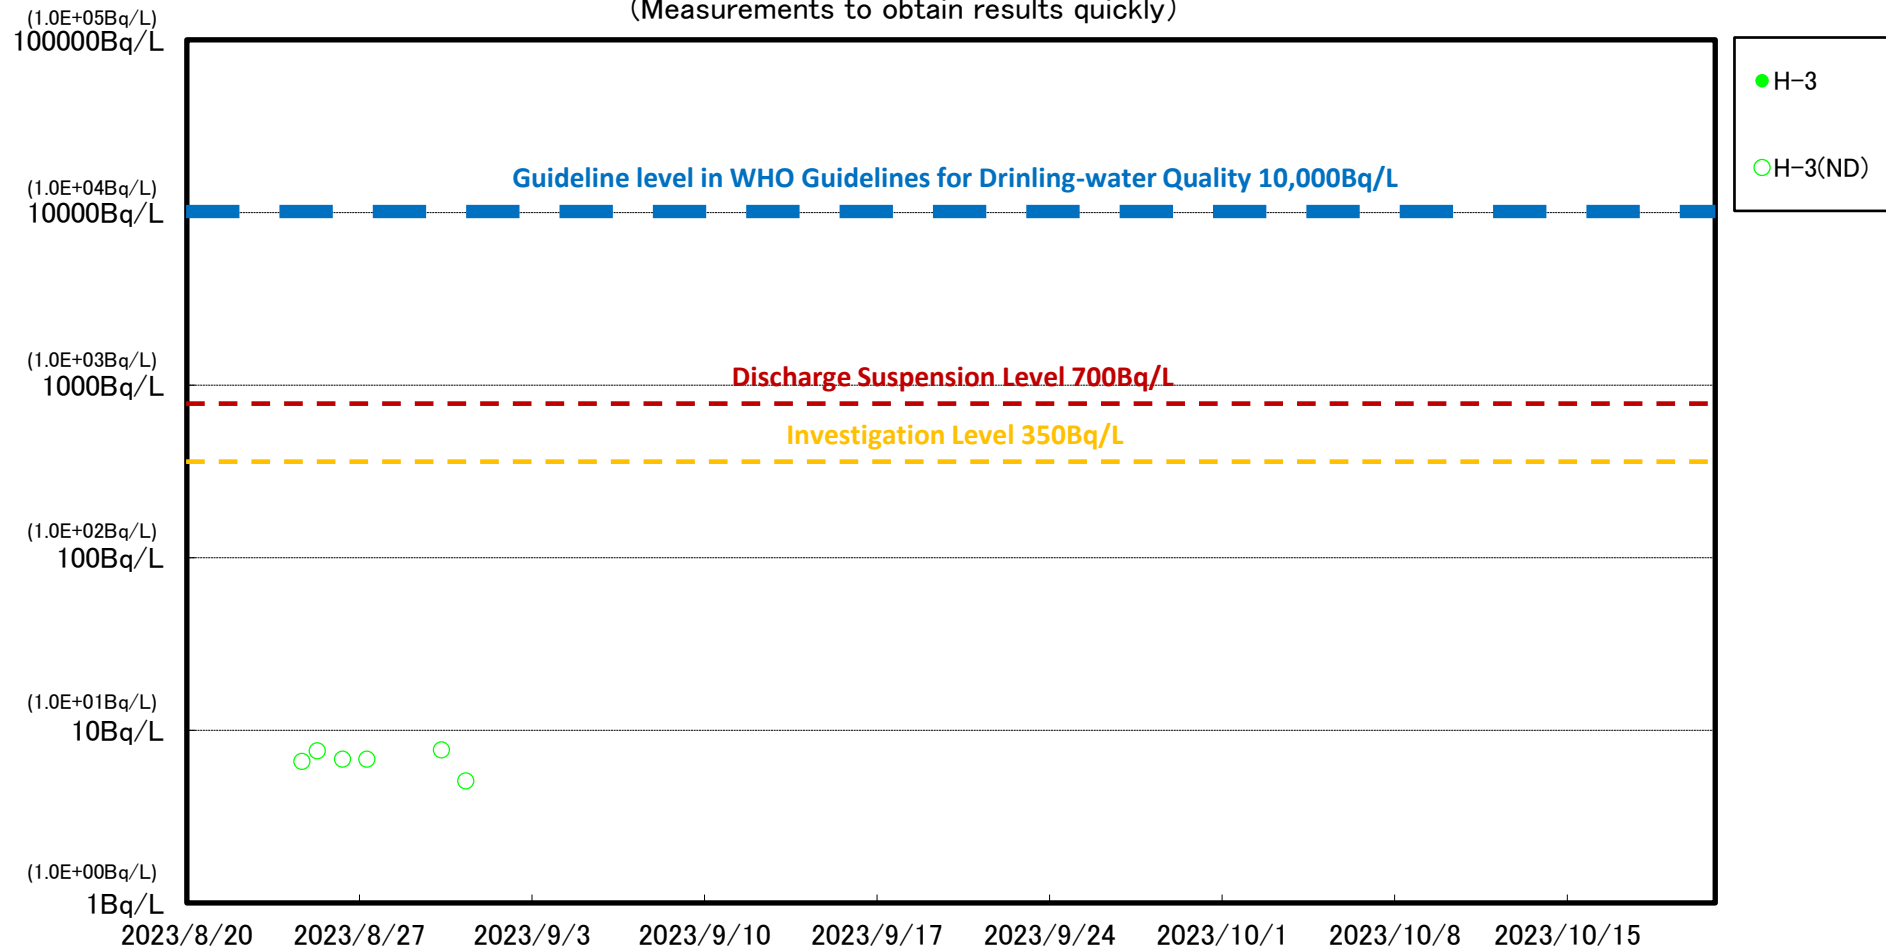 (Measurements to obtain results quickly)
(1.0E+05Bq/L)
100000Bq/L
H-3
H-3(ND)
Guideline level in WHO Guidelines for Drinling-water Quality 10,000Bq/L
(1.0E+04Bq/L)
10000Bq/L
(1.0E+03Bq/L)
1000Bq/L
Discharge Suspension Level 700Bq/L
Investigation Level 350Bq/L
(1.0E+02Bq/L)
100Bq/L
(1.0E+01Bq/L)
10Bq/L
(1.0E+00Bq/L)
1Bq/L
2023/8/20 2023/8/27 2023/9/3 2023/9/10 2023/9/17 2023/9/24 2023/10/1 2023/10/8 2023/10/15